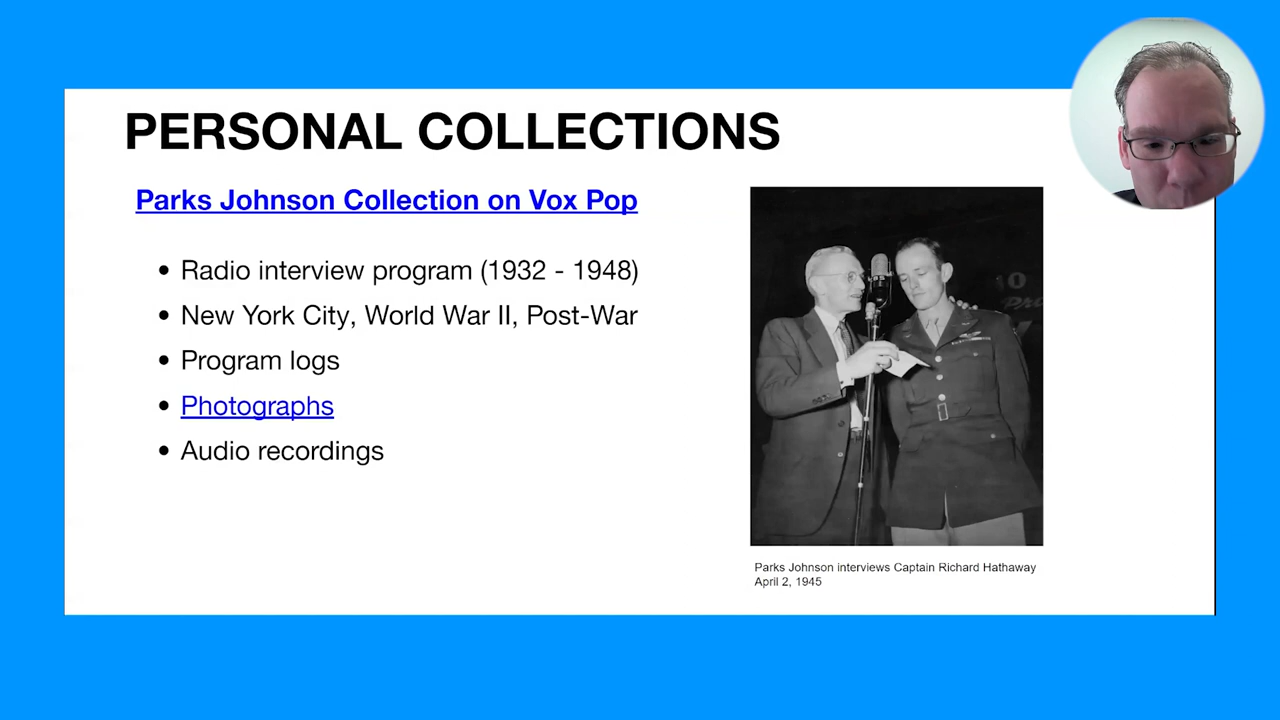 PERSONAL COLLECTIONS
Parks Johnson Collection on Vox Pop
• Radio interview program (1932 - 1948)
• New York City, World War II, Post-War
• Program logs
• Photographs
• Audio recordings
Parks Johnson interviews Captain Richard Hathaway
April 2, 1945